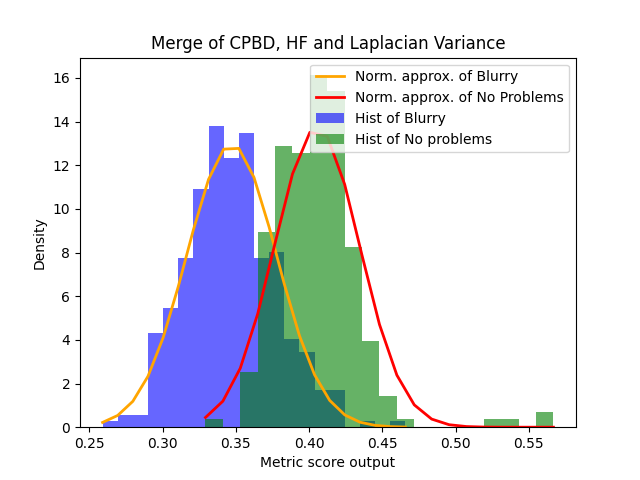 Merge of CPBD, HF and Laplacian Variance
Norm. approx. of Blurry
Norm. approx. of No Problems
Hist of Blurry
Hist of No problems
Density
16
14
12
10
8
6
4
2
0
0.25 0.30 0.35 0.40 0.45 0.50 0.55
Metric score output